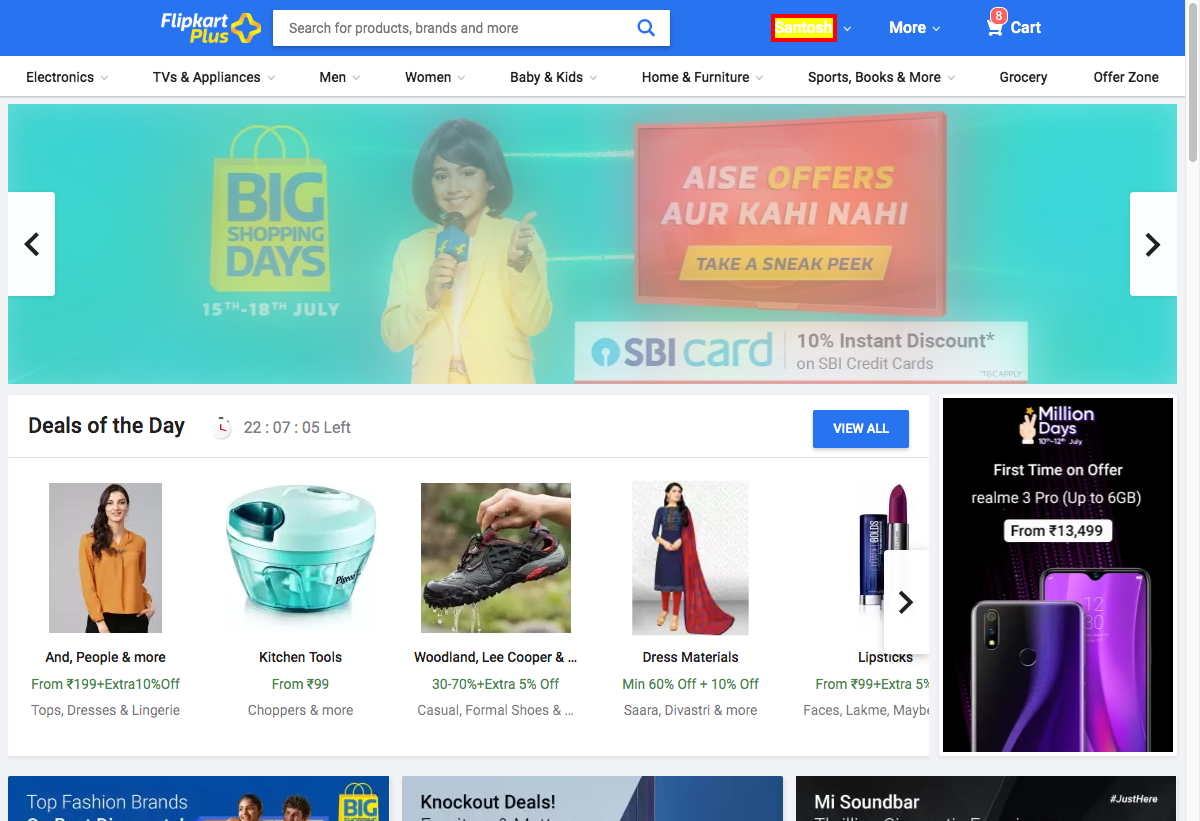 Flipkart
Plus
Search for products, brands and more
Santosh
More
8
Cart
Electronics
TVs & Appliances
Men
Women
Baby & Kids
Home & Furniture
Sports, Books & More
Grocery
Offer Zone
BIG
SHOPPING
DAYS
15TH-18TH JULY
AISE OFFERS
AUR KAHI NAHI
TAKE A SNEAK PEEK
SBI card
10% Instant Discount*
on SBI Credit Cards
*T&C APPLY
Deals of the Day
22 : 07 : 05 Left
VIEW ALL
And, People & more
From ₹199+Extra10%Off
Tops, Dresses & Lingerie
Pigeon
Kitchen Tools
From ₹99
Choppers & more
Woodland, Lee Cooper & ...
30-70%+Extra 5% Off
Casual, Formal Shoes & ...
Dress Materials
Min 60% Off + 10% Off
Saara, Divastri & more
Lipsticks
From ₹99+Extra 5%
Faces, Lakme, Maybe
Million
Days
10th-12th July
First Time on Offer
realme 3 Pro (Up to 6GB)
From ₹13,499
12
30
Top Fashion Brands
BIG
SHOPPING
Knockout Deals!
Mi Soundbar
#JustHere